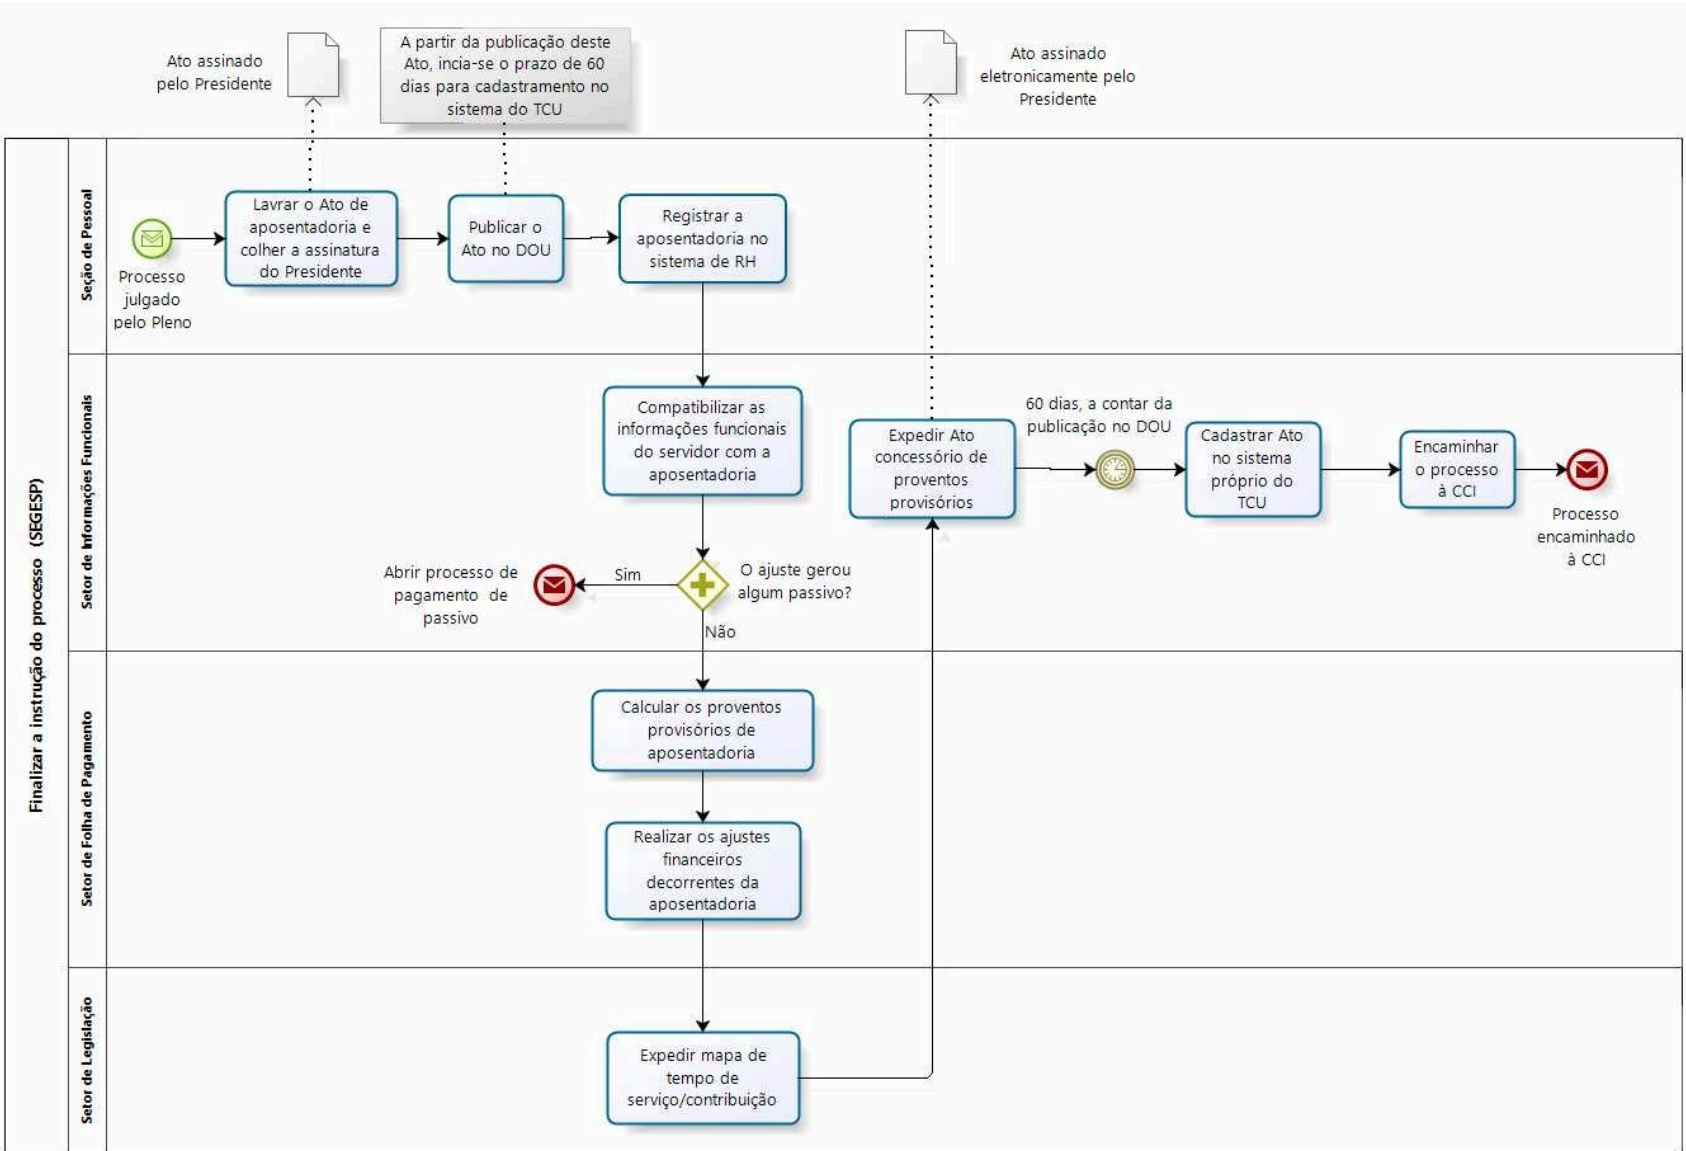 Ato assinado
pelo Presidente
A partir da publicação deste
Ato, incia-se o prazo de 60
dias para cadastramento no
sistema do TCU
Ato assinado
eletronicamente pelo
Presidente
Finalizar a instrução do processo (SEGESP)
Seção de Pessoal
Processo
julgado
pelo Pleno
Lavrar o Ato de
aposentadoria e
colher a assinatura
do Presidente
Publicar o
Ato no DOU
Registrar a
aposentadoria no
sistema de RH
Setor de Informações Funcionais
Compatibilizar as
informações funcionais
do servidor com a
aposentadoria
O ajuste gerou
algum passivo?
Sim
Abrir processo de
pagamento de
passivo
Não
Expedir Ato
concessório de
proventos
provisórios
60 dias, a contar da
publicação no DOU
Cadastrar Ato
no sistema
próprio do
TCU
Encaminhar
o processo
à CCI
Processo
encaminhado
à CCI
Setor de Folha de Pagamento
Calcular os proventos
provisórios de
aposentadoria
Realizar os ajustes
financeiros
decorrentes da
aposentadoria
Setor de Legislação
Expedir mapa de
tempo de
serviço/contribuição